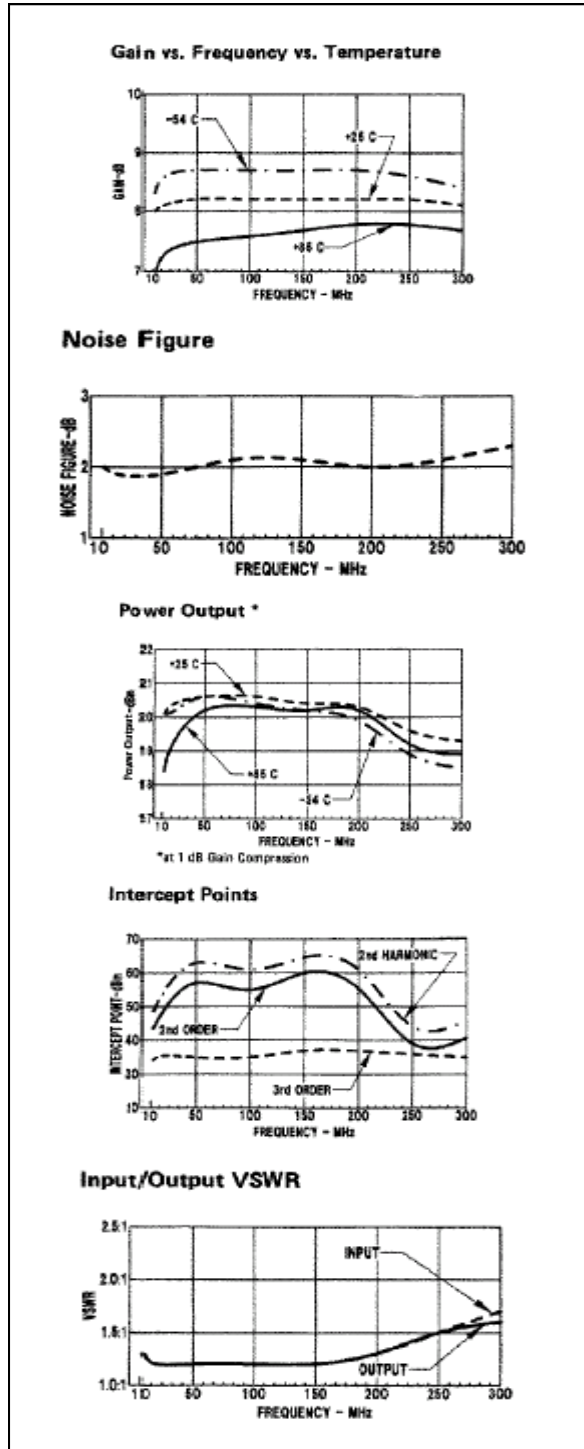 Gain vs. Frequency vs. Temperature
10
9
8
7
GAIN-dB
-54 C
+25 C
+85 C
10 50 100 150 200 250 300
FREQUENCY - MHz
Noise Figure
3
2
1
NOISE FIGURE-dB
10 50 100 150 200 250 300
FREQUENCY - MHz
Power Output *
22
21
20
19
18
17
Power Output-dBm
+25 C
+85 C
-54 C
10 50 100 150 200 250 300
FREQUENCY - MHz
*at 1 dB Gain Compression
Intercept Points
70
60
50
40
30
10
INTERCEPT POINT-dBm
2nd HARMONIC
2nd ORDER
3rd ORDER
10 50 100 150 200 250 300
FREQUENCY - MHz
Input/Output VSWR
2.5:1
2.0:1
1.5:1
1.0:1
VSWR
INPUT
OUTPUT
10 50 100 150 200 250 300
FREQUENCY - MHz